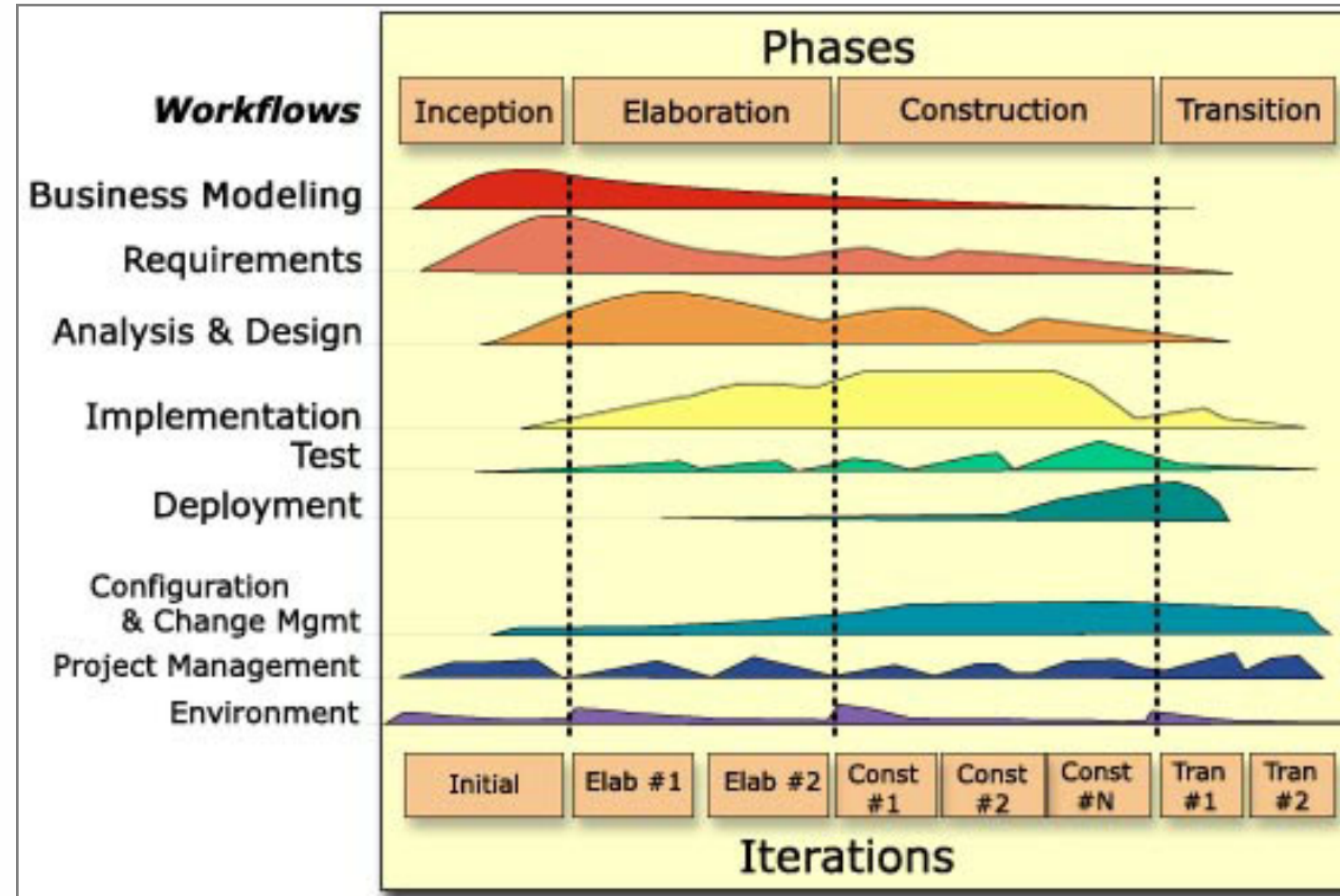 Phases
Workflows
Inception
Elaboration
Construction
Transition
Business Modeling
Requirements
Analysis & Design
Implementation
Test
Deployment
Configuration
& Change Mgmt
Project Management
Environment
Initial
Elab #1
Elab #2
Const
#1
Const
#2
Const
#N
Tran
#1
Tran
#2
Iterations